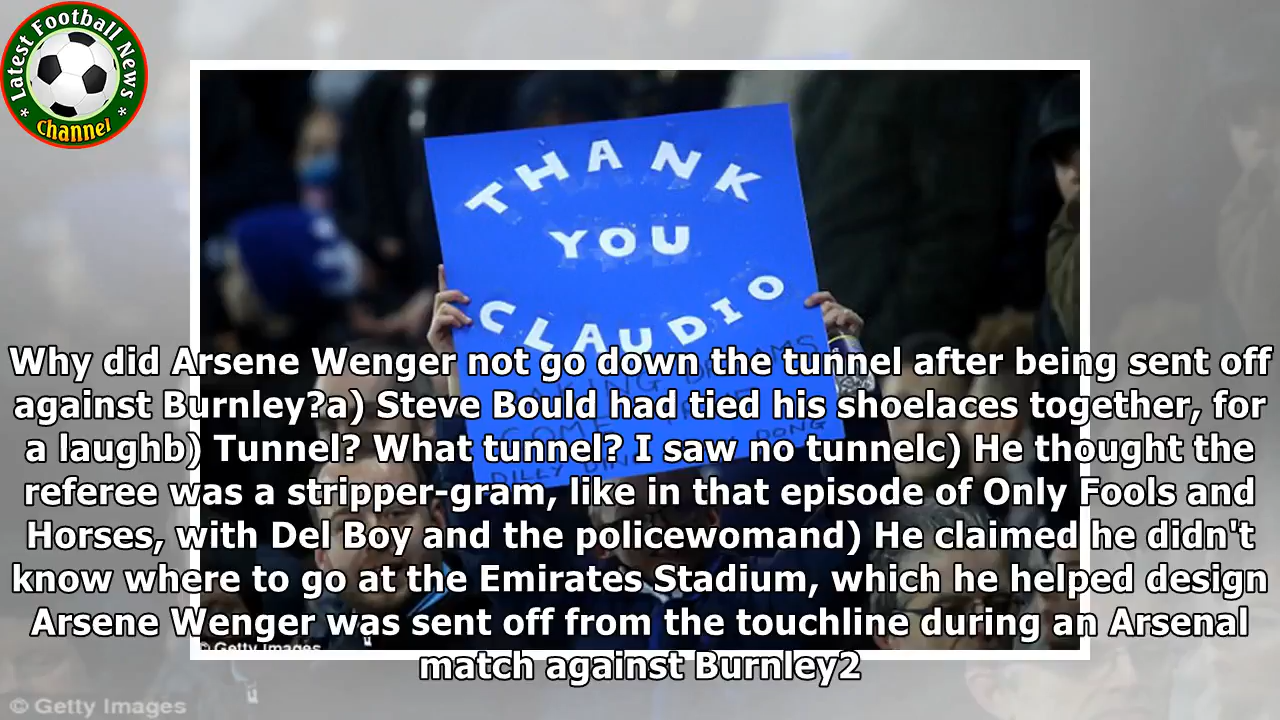 Latest Football News
* Channel *
THANK
YOU
CLAUDIO
Why did Arsene Wenger not go down the tunnel after being sent off
against Burnley?a) Steve Bould had tied his shoelaces together, for
a laughb) Tunnel? What tunnel? I saw no tunnelc) He thought the
referee was a stripper-gram, like in that episode of Only Fools and
Horses, with Del Boy and the policewomand) He claimed he didn't
know where to go at the Emirates Stadium, which he helped design
Arsene Wenger was sent off from the touchline during an Arsenal
match against Burnley2
DILLY DING
DONG
© Getty Images
© Getty Images